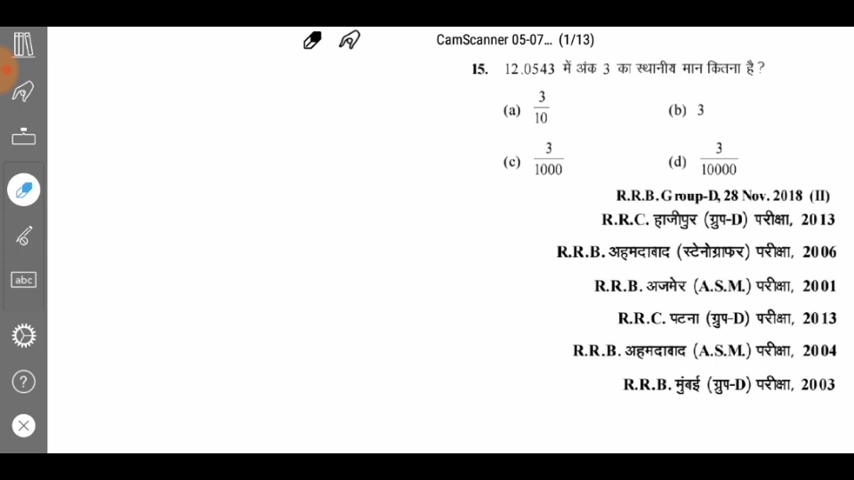 CamScanner 05-07... (1/13)
15. 12.0543 में अंक 3 का स्थानीय मान कितना है ?
(a) 3/10 (b) 3
(c) 3/1000 (d) 3/10000
R.R.B. Group-D, 28 Nov. 2018 (II)
R.R.C. हाजीपुर (ग्रुप-D) परीक्षा, 2013
R.R.B. अहमदाबाद (स्टेनोग्राफर) परीक्षा, 2006
R.R.B. अजमेर (A.S.M.) परीक्षा, 2001
R.R.C. पटना (ग्रुप-D) परीक्षा, 2013
R.R.B. अहमदाबाद (A.S.M.) परीक्षा, 2004
R.R.B. मुंबई (ग्रुप-D) परीक्षा, 2003
abc
?